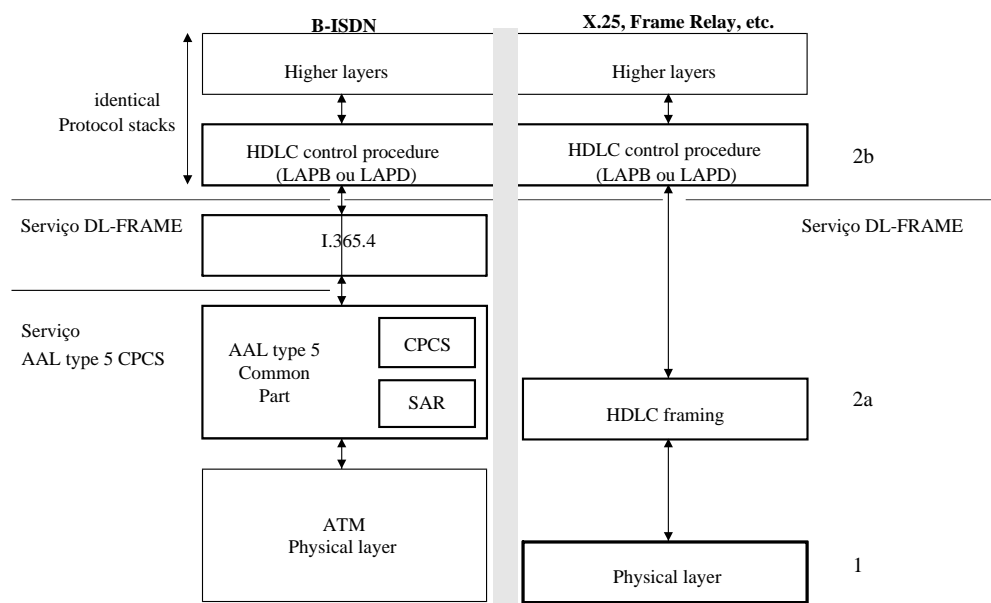 B-ISDN
X.25, Frame Relay, etc.
Higher layers
Higher layers
identical
Protocol stacks
HDLC control procedure
(LAPB ou LAPD)
HDLC control procedure
(LAPB ou LAPD)
2b
Serviço DL-FRAME
I.365.4
Serviço DL-FRAME
Serviço
AAL type 5 CPCS
AAL type 5
Common
Part
CPCS
SAR
HDLC framing
2a
ATM
Physical layer
Physical layer
1